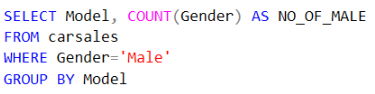 SELECT Model, COUNT(Gender) AS NO_OF_MALE
FROM carsales
WHERE Gender='Male'
GROUP BY Model